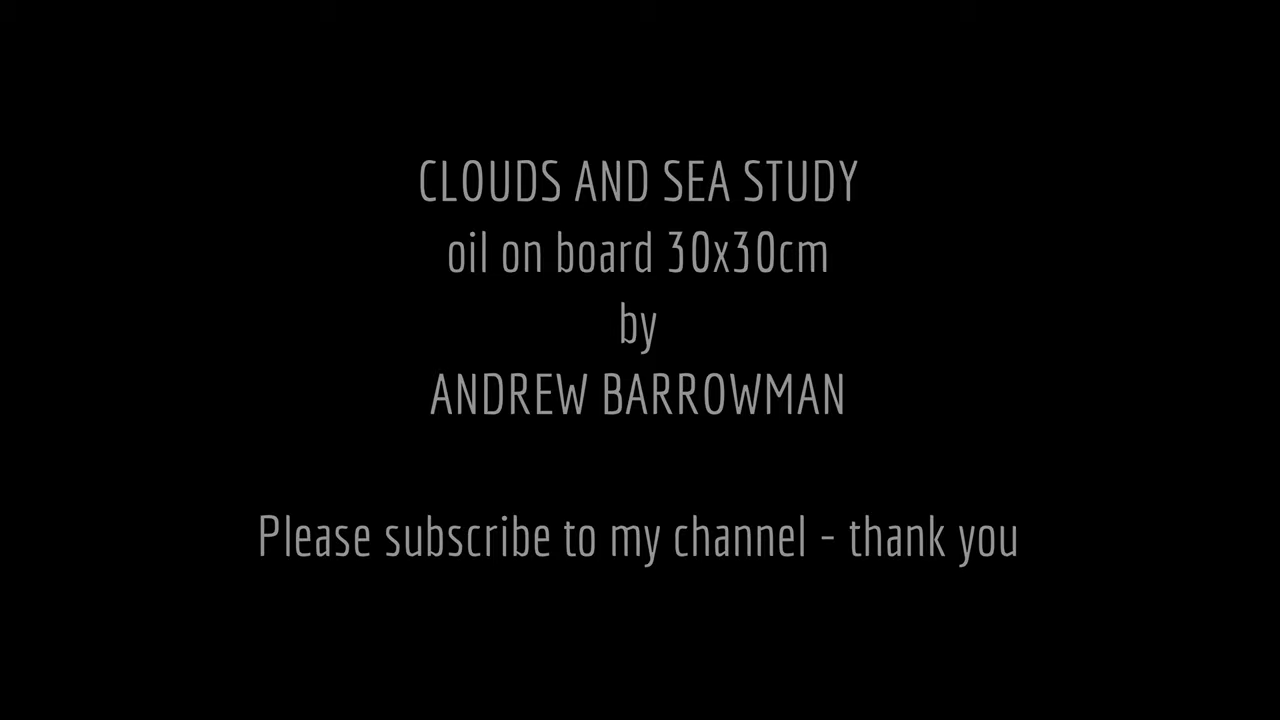 CLOUDS AND SEA STUDY
oil on board 30x30cm
by
ANDREW BARROWMAN
Please subscribe to my channel - thank you